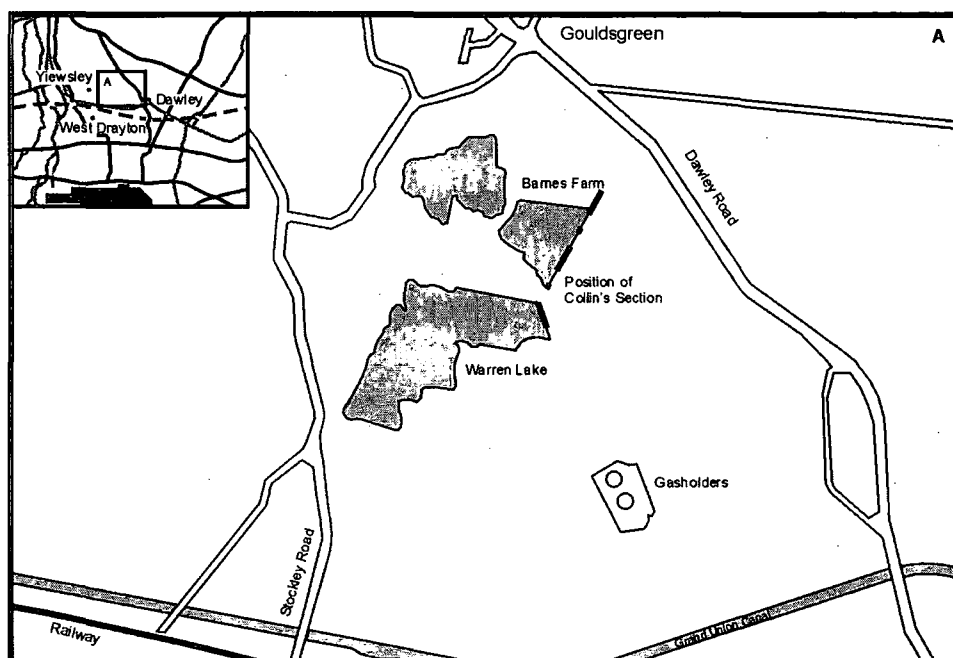 Gouldsgreen
A
Yiewsley
A
Dawley
West Drayton
Barnes Farm
Dawley Road
Position of
Collin's Section
Warren Lake
Gasholders
Stockley Road
Railway
Grand Union Canal